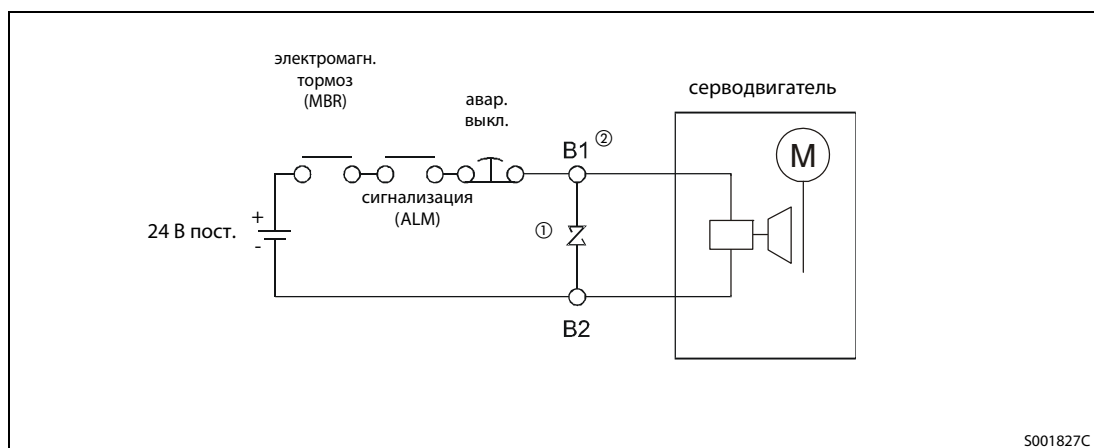 электромагн.
тормоз
(MBR)
авар.
выкл.
серводвигатель
B1 ②
M
сигнализация
(ALM)
24 В пост.
+
-
①
B2
S001827C